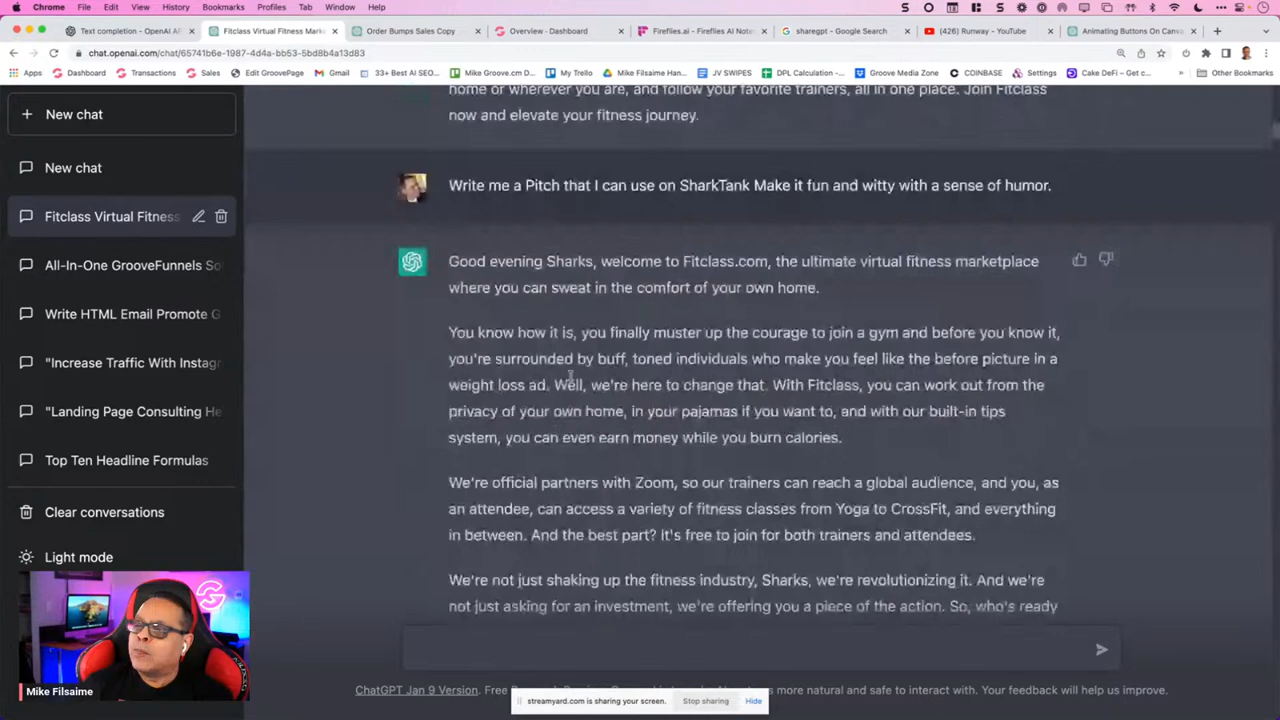 Chrome File Edit View History Bookmarks Profiles Tab Window Help
Text completion - OpenAI AP
Fitclass Virtual Fitness Mark
Order Bumps Sales Copy
Overview - Dashboard
Fireflies.ai - Fireflies AI Note
sharegpt - Google Search
(426) Runway - YouTube
Animating Buttons On Canva
chat.openai.com/chat/65741b6e-1987-4d4a-bb53-5bd8b4a13d83
Apps Dashboard Transactions Sales Edit GroovePage Gmail 33+ Best AI SEO... Mike Groove.cm D... My Trello Mike Filsaime Han... JV SWIPES DPL Calculation -... Groove Media Zone COINBASE Settings Cake DeFi - Get c... » Other Bookmarks
+ New chat
New chat
Fitclass Virtual Fitness
All-In-One GrooveFunnels So
Write HTML Email Promote G
"Increase Traffic With Instag
"Landing Page Consulting He
Top Ten Headline Formulas
Clear conversations
Light mode
Mike Filsaime
home or wherever you are, and follow your favorite trainers, all in one place. Join Fitclass
now and elevate your fitness journey.
Write me a Pitch that I can use on SharkTank Make it fun and witty with a sense of humor.
Good evening Sharks, welcome to Fitclass.com, the ultimate virtual fitness marketplace
where you can sweat in the comfort of your own home.
You know how it is, you finally muster up the courage to join a gym and before you know it,
you're surrounded by buff, toned individuals who make you feel like the before picture in a
weight loss ad. Well, we're here to change that. With Fitclass, you can work out from the
privacy of your own home, in your pajamas if you want to, and with our built-in tips
system, you can even earn money while you burn calories.
We're official partners with Zoom, so our trainers can reach a global audience, and you, as
an attendee, can access a variety of fitness classes from Yoga to CrossFit, and everything
in between. And the best part? It's free to join for both trainers and attendees.
We're not just shaking up the fitness industry, Sharks, we're revolutionizing it. And we're
not just asking for an investment, we're offering you a piece of the action. So, who's ready
ChatGPT Jan 9 Version. Free more natural and safe to interact with. Your feedback will help us improve.
streamyard.com is sharing your screen. Stop sharing Hide